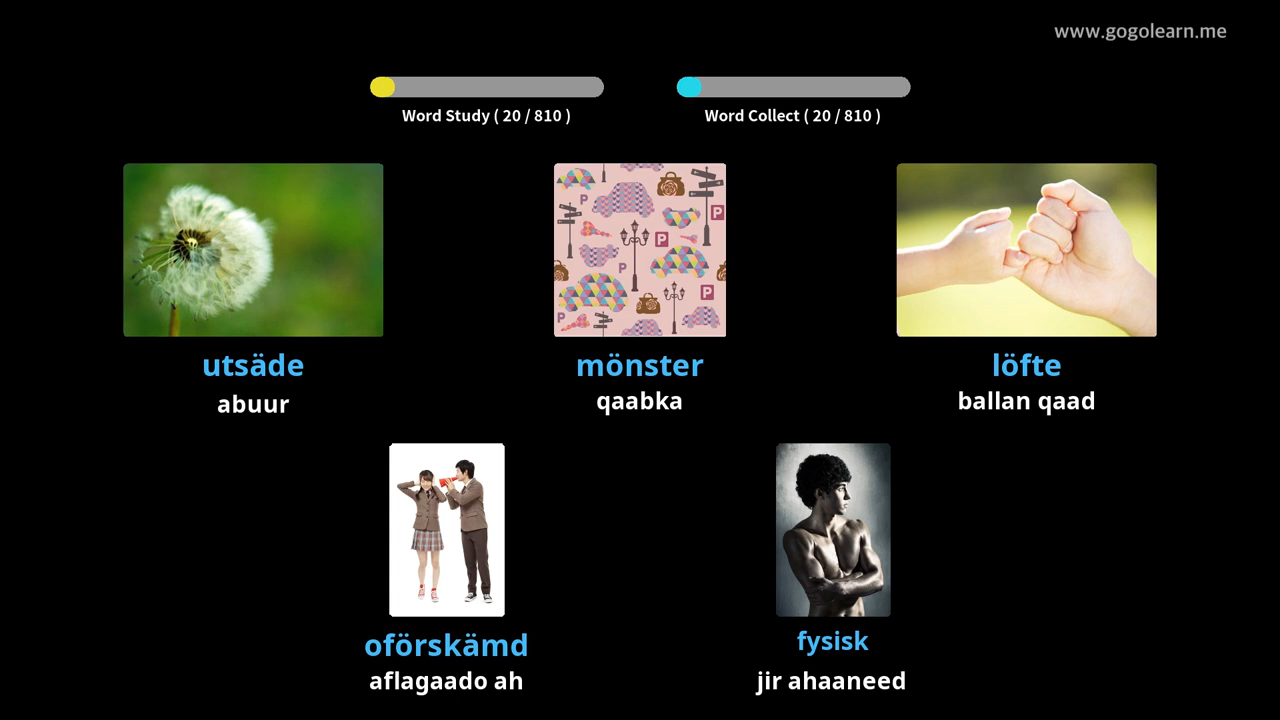 www.gogolearn.me
Word Study ( 20 / 810 )
Word Collect ( 20 / 810 )
P
P
P
P
P
P
utsäde
mönster
löfte
abuur
qaabka
ballan qaad
oförskämd
fysisk
aflagaado ah
jir ahaaneed